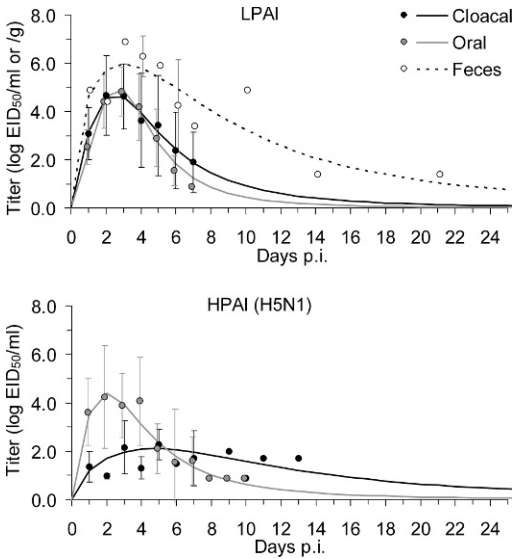 LPAI
8.0
6.0
4.0
2.0
0.0
Titer (log EID50/ml or /g)
Cloacal
Oral
Feces
0 2 4 6 8 10 12 14 16 18 20 22 24
Days p.i.
HPAI (H5N1)
8.0
6.0
4.0
2.0
0.0
Titer (log EID50/ml)
0 2 4 6 8 10 12 14 16 18 20 22 24
Days p.i.